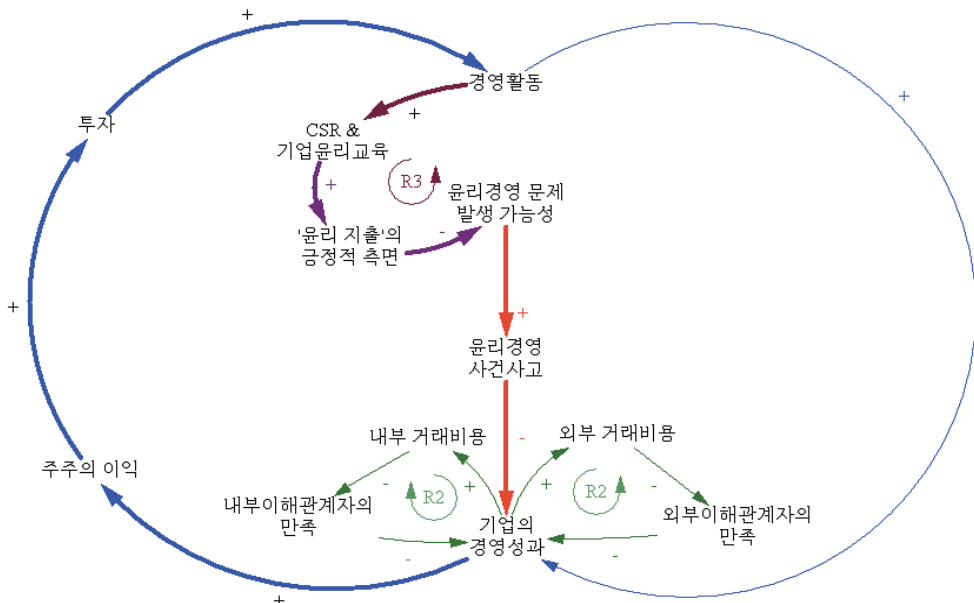 +
경영활동
+
+
투자
CSR &
기업윤리교육
R3
+
윤리경영 문제
발생 가능성
'윤리 지출'의
긍정적 측면
-
+
+
윤리경영
사건사고
내부 거래비용
-
외부 거래비용
주주의 이익
-
R2
+
+
R2
-
내부이해관계자의
만족
기업의
경영성과
외부이해관계자의
만족
-
-
+